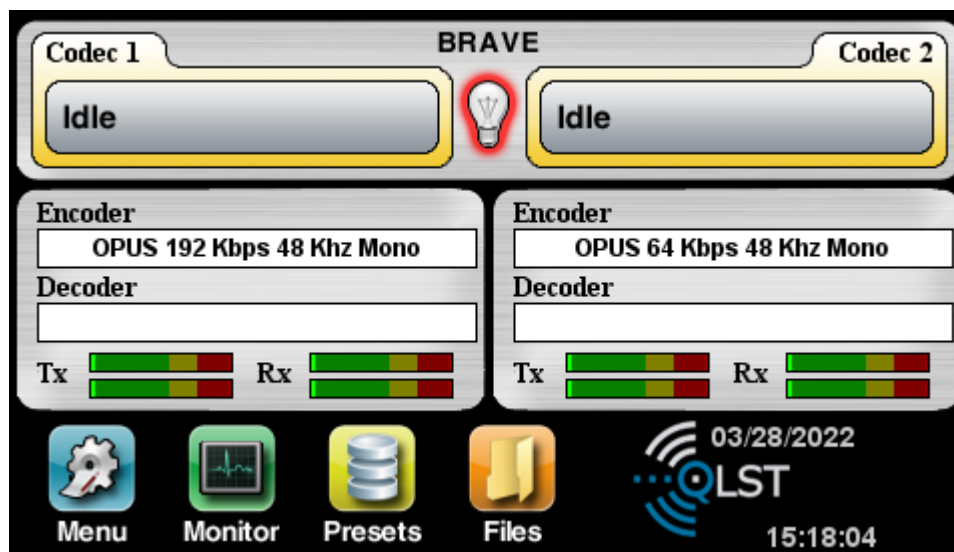 BRAVE
Codec 1
Codec 2
Idle
Idle
Encoder
OPUS 192 Kbps 48 Khz Mono
Decoder
Tx
Rx
Encoder
OPUS 64 Kbps 48 Khz Mono
Decoder
Tx
Rx
Menu
Monitor
Presets
Files
03/28/2022
QLST
15:18:04